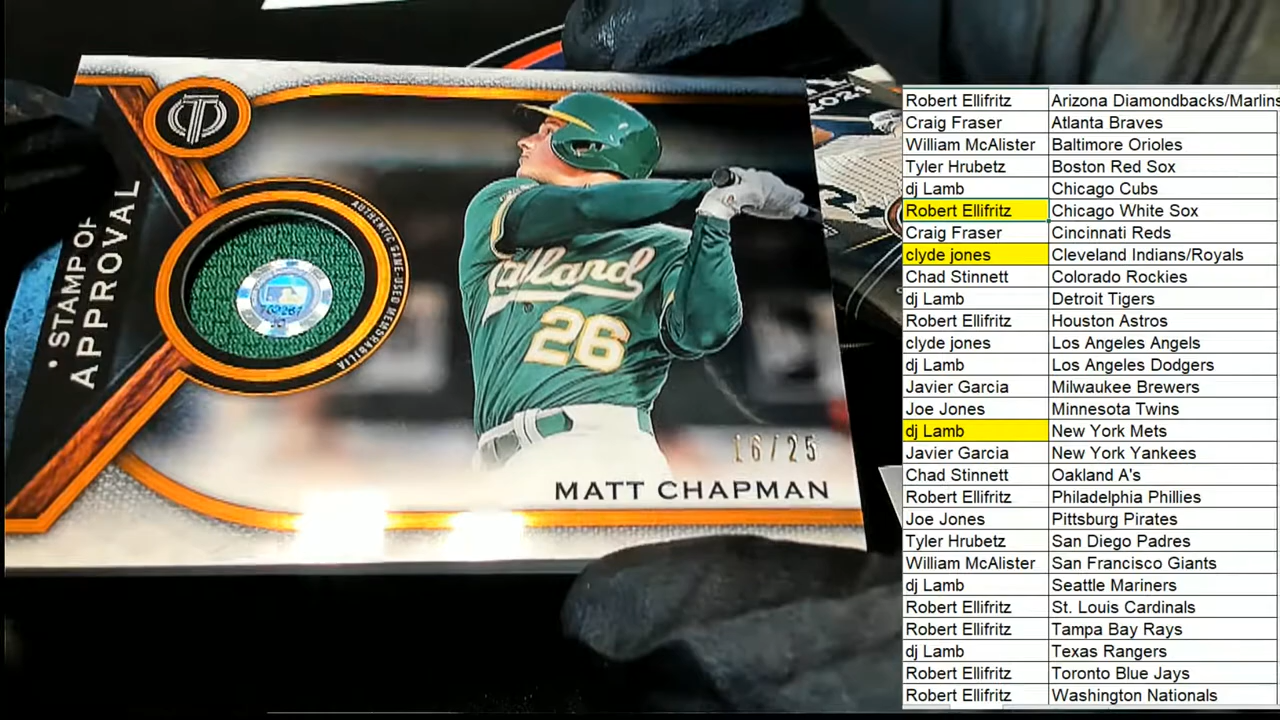 STAMP OF
APPROVAL
AUTHENTIC GAME-USED MEMORABILIA
Oakland
26
16/25
MATT CHAPMAN
2021
Robert Ellifritz Arizona Diamondbacks/Marlins
Craig Fraser Atlanta Braves
William McAlister Baltimore Orioles
Tyler Hrubetz Boston Red Sox
dj Lamb Chicago Cubs
Robert Ellifritz Chicago White Sox
Craig Fraser Cincinnati Reds
clyde jones Cleveland Indians/Royals
Chad Stinnett Colorado Rockies
dj Lamb Detroit Tigers
Robert Ellifritz Houston Astros
clyde jones Los Angeles Angels
dj Lamb Los Angeles Dodgers
Javier Garcia Milwaukee Brewers
Joe Jones Minnesota Twins
dj Lamb New York Mets
Javier Garcia New York Yankees
Chad Stinnett Oakland A's
Robert Ellifritz Philadelphia Phillies
Joe Jones Pittsburg Pirates
Tyler Hrubetz San Diego Padres
William McAlister San Francisco Giants
dj Lamb Seattle Mariners
Robert Ellifritz St. Louis Cardinals
Robert Ellifritz Tampa Bay Rays
dj Lamb Texas Rangers
Robert Ellifritz Toronto Blue Jays
Robert Ellifritz Washington Nationals